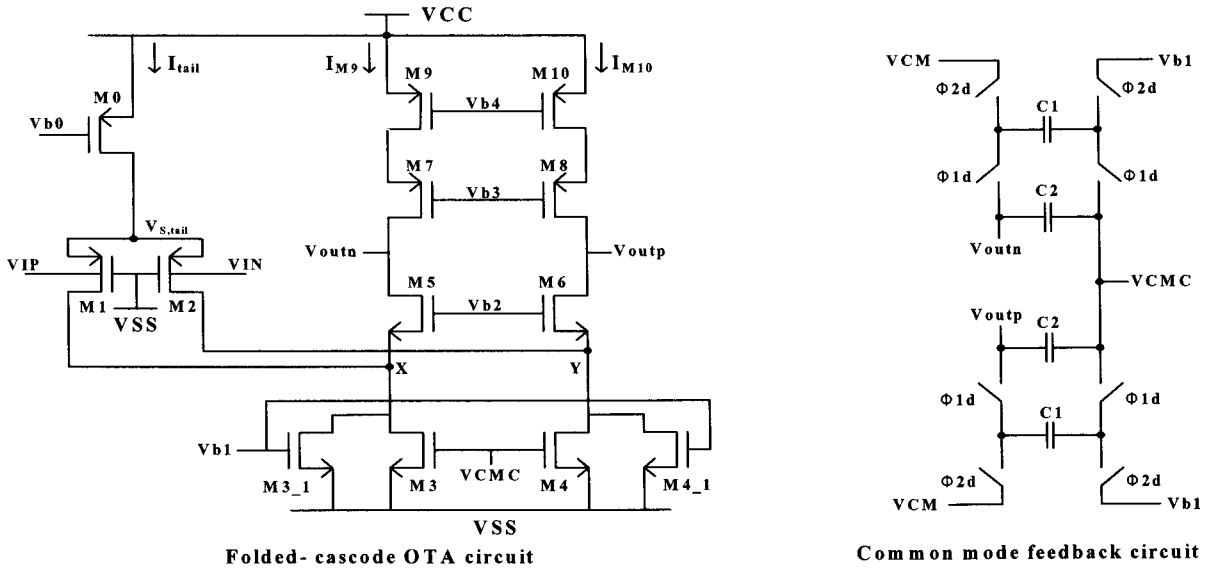 VCC
I_tail
I_M9
M9
M10
I_M10
M0
Vb0
Vb4
M7
M8
Vb3
V_S,tail
Voutn
Voutp
VIP
VIN
M1
M2
VSS
M5
M6
Vb2
X
Y
Vb1
M3_1
M3
VCMC
M4
M4_1
VSS
Folded- cascode OTA circuit
VCM
Vb1
Φ2d
Φ2d
C1
Φ1d
Φ1d
C2
Voutn
VCMC
Voutp
C2
Φ1d
Φ1d
C1
Φ2d
Φ2d
VCM
Vb1
Common mode feedback circuit